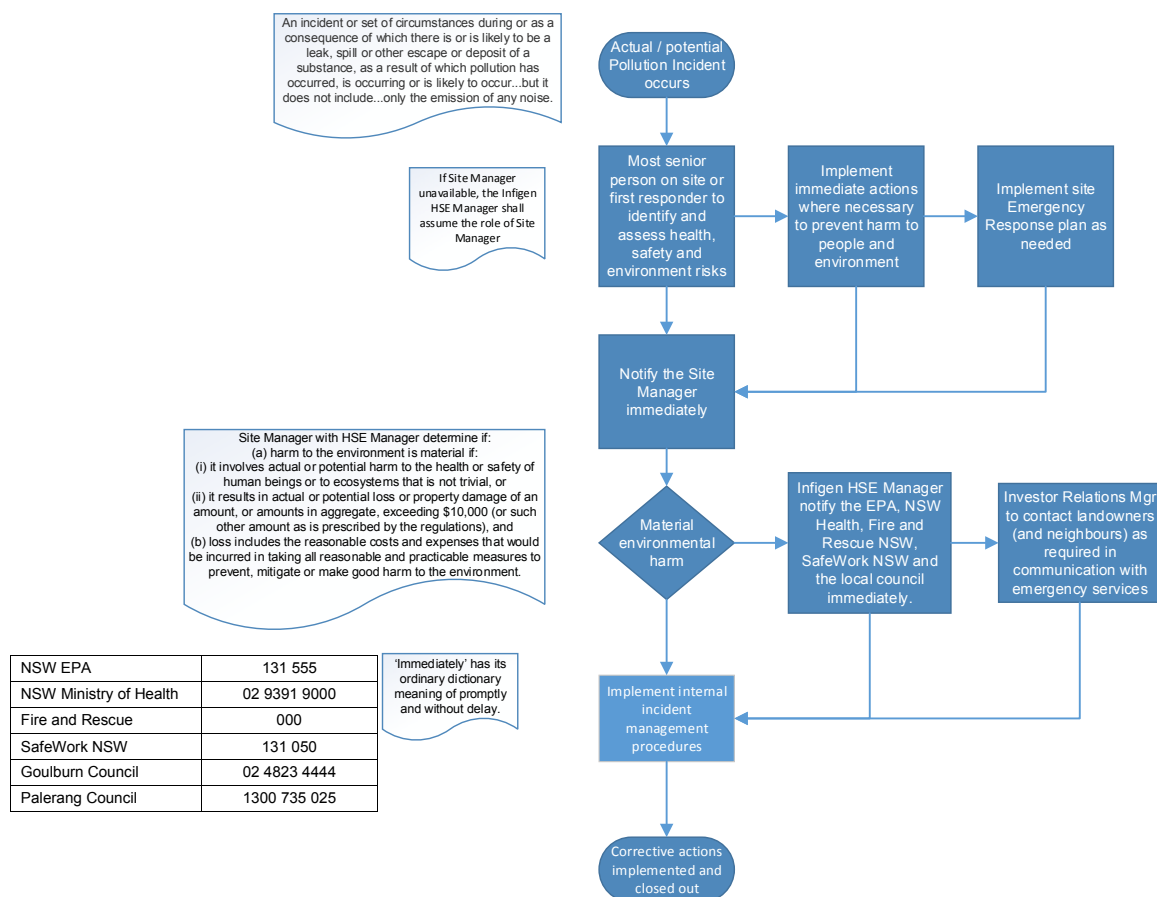 An incident or set of circumstances during or as a
consequence of which there is or is likely to be a
leak, spill or other escape or deposit of a
substance, as a result of which pollution has
occurred, is occurring or is likely to occur...but it
does not include...only the emission of any noise.
Actual / potential
Pollution Incident
occurs
If Site Manager
unavailable, the Infigen
HSE Manager shall
assume the role of Site
Manager
Most senior
person on site or
first responder to
identify and
assess health,
safety and
environment risks
Implement
immediate actions
where necessary
to prevent harm to
people and
environment
Implement site
Emergency
Response plan as
needed
Notify the Site
Manager
immediately
Site Manager with HSE Manager determine if:
(a) harm to the environment is material if:
(i) it involves actual or potential harm to the health or safety of
human beings or to ecosystems that is not trivial, or
(ii) it results in actual or potential loss or property damage of an
amount, or amounts in aggregate, exceeding $10,000 (or such
other amount as is prescribed by the regulations), and
(b) loss includes the reasonable costs and expenses that would
be incurred in taking all reasonable and practicable measures to
prevent, mitigate or make good harm to the environment.
Material
environmental
harm
Infigen HSE Manager
notify the EPA, NSW
Health, Fire and
Rescue NSW,
SafeWork NSW and
the local council
immediately.
Investor Relations Mgr
to contact landowners
(and neighbours) as
required in
communication with
emergency services
NSW EPA 131 555
NSW Ministry of Health 02 9391 9000
Fire and Rescue 000
SafeWork NSW 131 050
Goulburn Council 02 4823 4444
Palerang Council 1300 735 025
'Immediately' has its
ordinary dictionary
meaning of promptly
and without delay.
Implement internal
incident
management
procedures
Corrective actions
implemented and
closed out